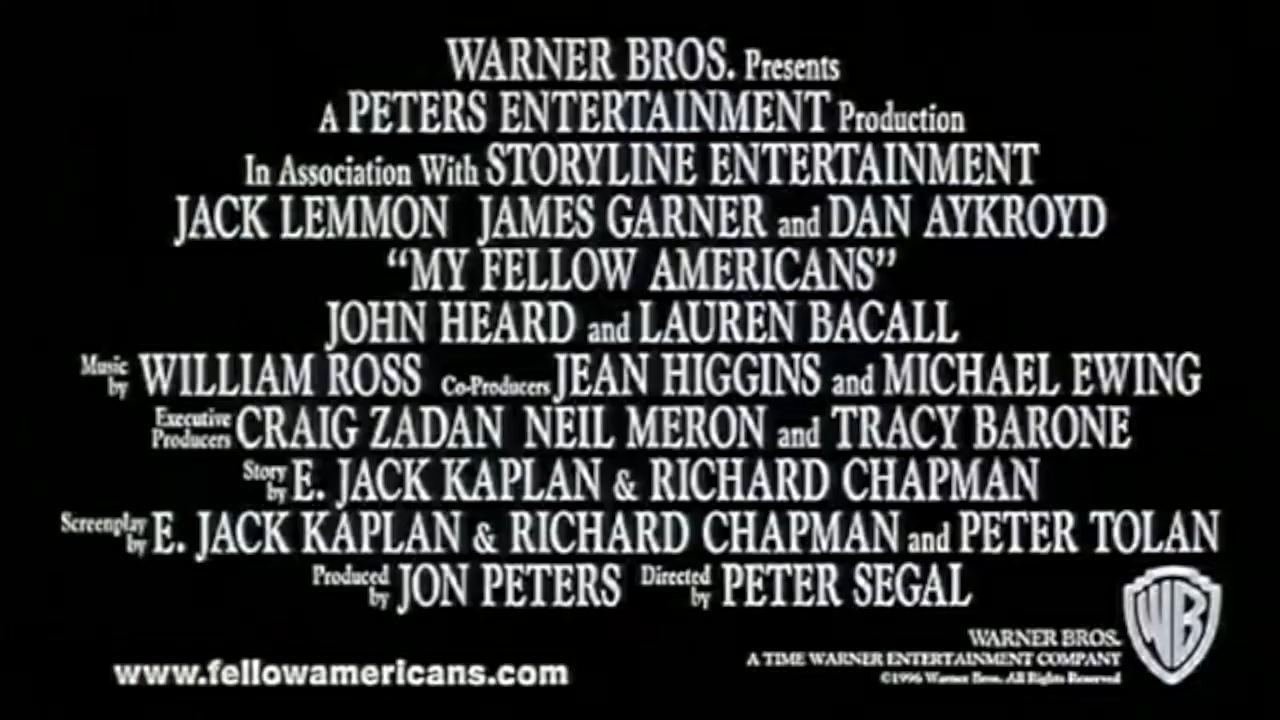 WARNER BROS. Presents
A PETERS ENTERTAINMENT Production
In Association With STORYLINE ENTERTAINMENT
JACK LEMMON JAMES GARNER and DAN AYKROYD
“MY FELLOW AMERICANS”
JOHN HEARD and LAUREN BACALL
Music by WILLIAM ROSS Co-Producers JEAN HIGGINS and MICHAEL EWING
Executive Producers CRAIG ZADAN NEIL MERON and TRACY BARONE
Story by E. JACK KAPLAN & RICHARD CHAPMAN
Screenplay by E. JACK KAPLAN & RICHARD CHAPMAN and PETER TOLAN
Produced by JON PETERS Directed by PETER SEGAL
WB
WARNER BROS.
A TIME WARNER ENTERTAINMENT COMPANY
©1996 Warner Bros. All Rights Reserved
www.fellowamericans.com